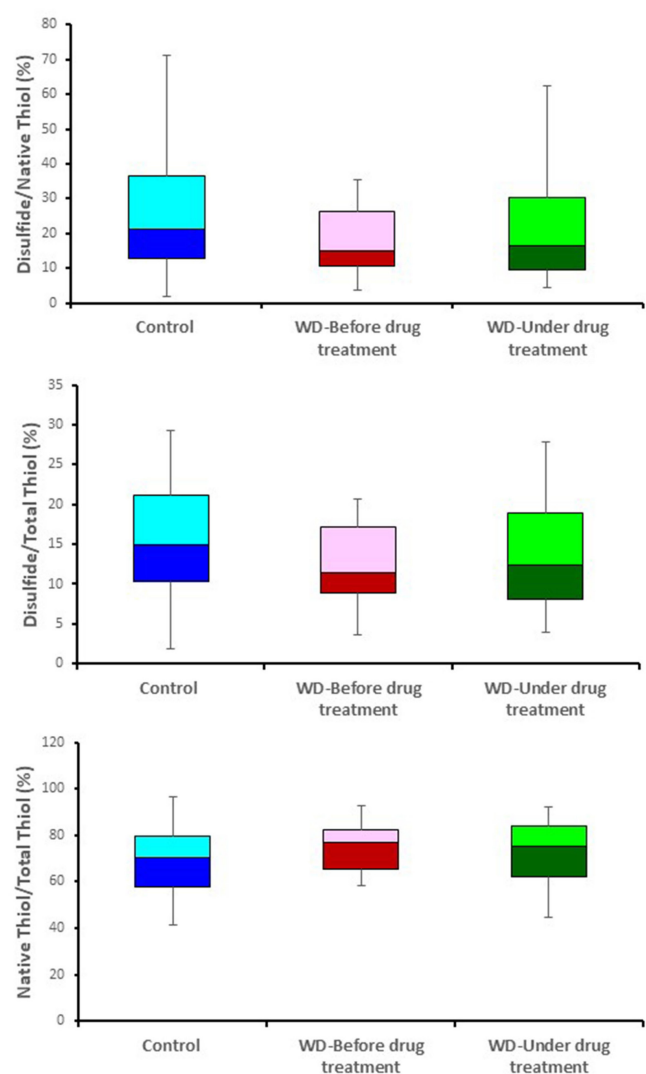 Disulfide/Native Thiol (%)
80
70
60
50
40
30
20
10
0
Control
WD-Before drug
treatment
WD-Under drug
treatment
Disulfide/Total Thiol (%)
35
30
25
20
15
10
5
0
Control
WD-Before drug
treatment
WD-Under drug
treatment
Native Thiol/Total Thiol (%)
120
100
80
60
40
20
0
Control
WD-Before drug
treatment
WD-Under drug
treatment